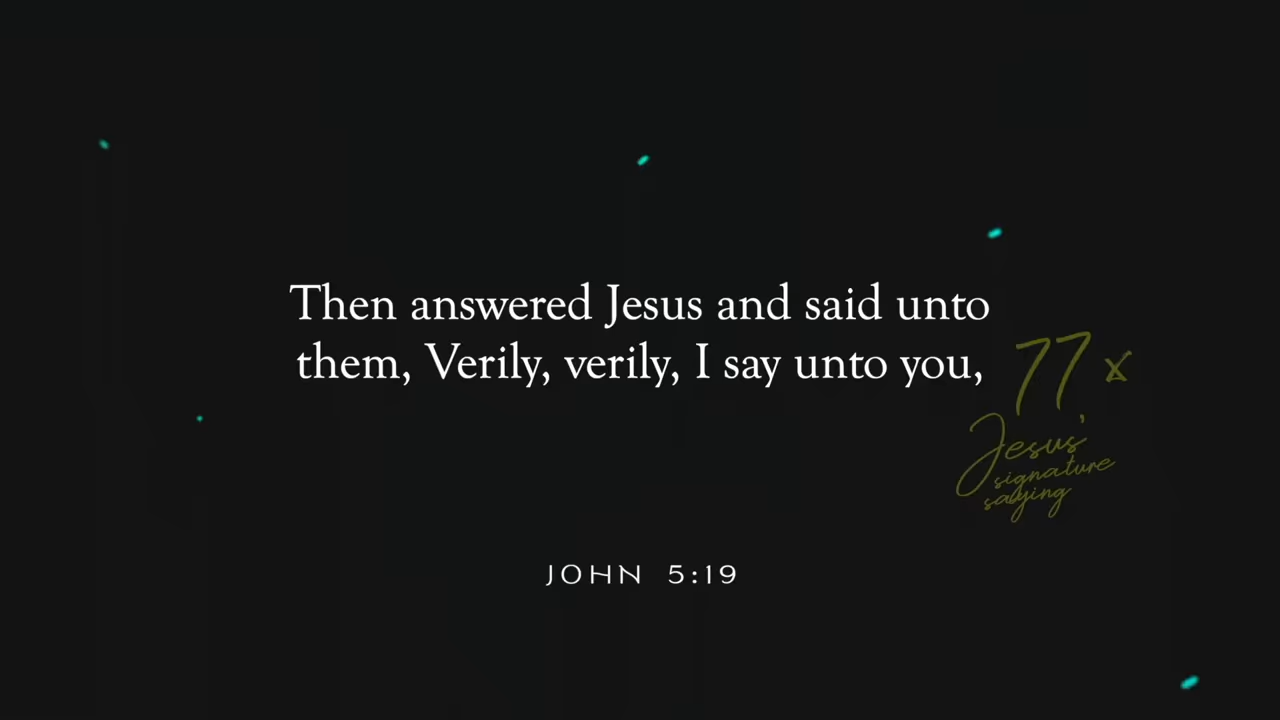 Then answered Jesus and said unto
them, Verily, verily, I say unto you,
77x
Jesus'
signature
saying
JOHN 5:19